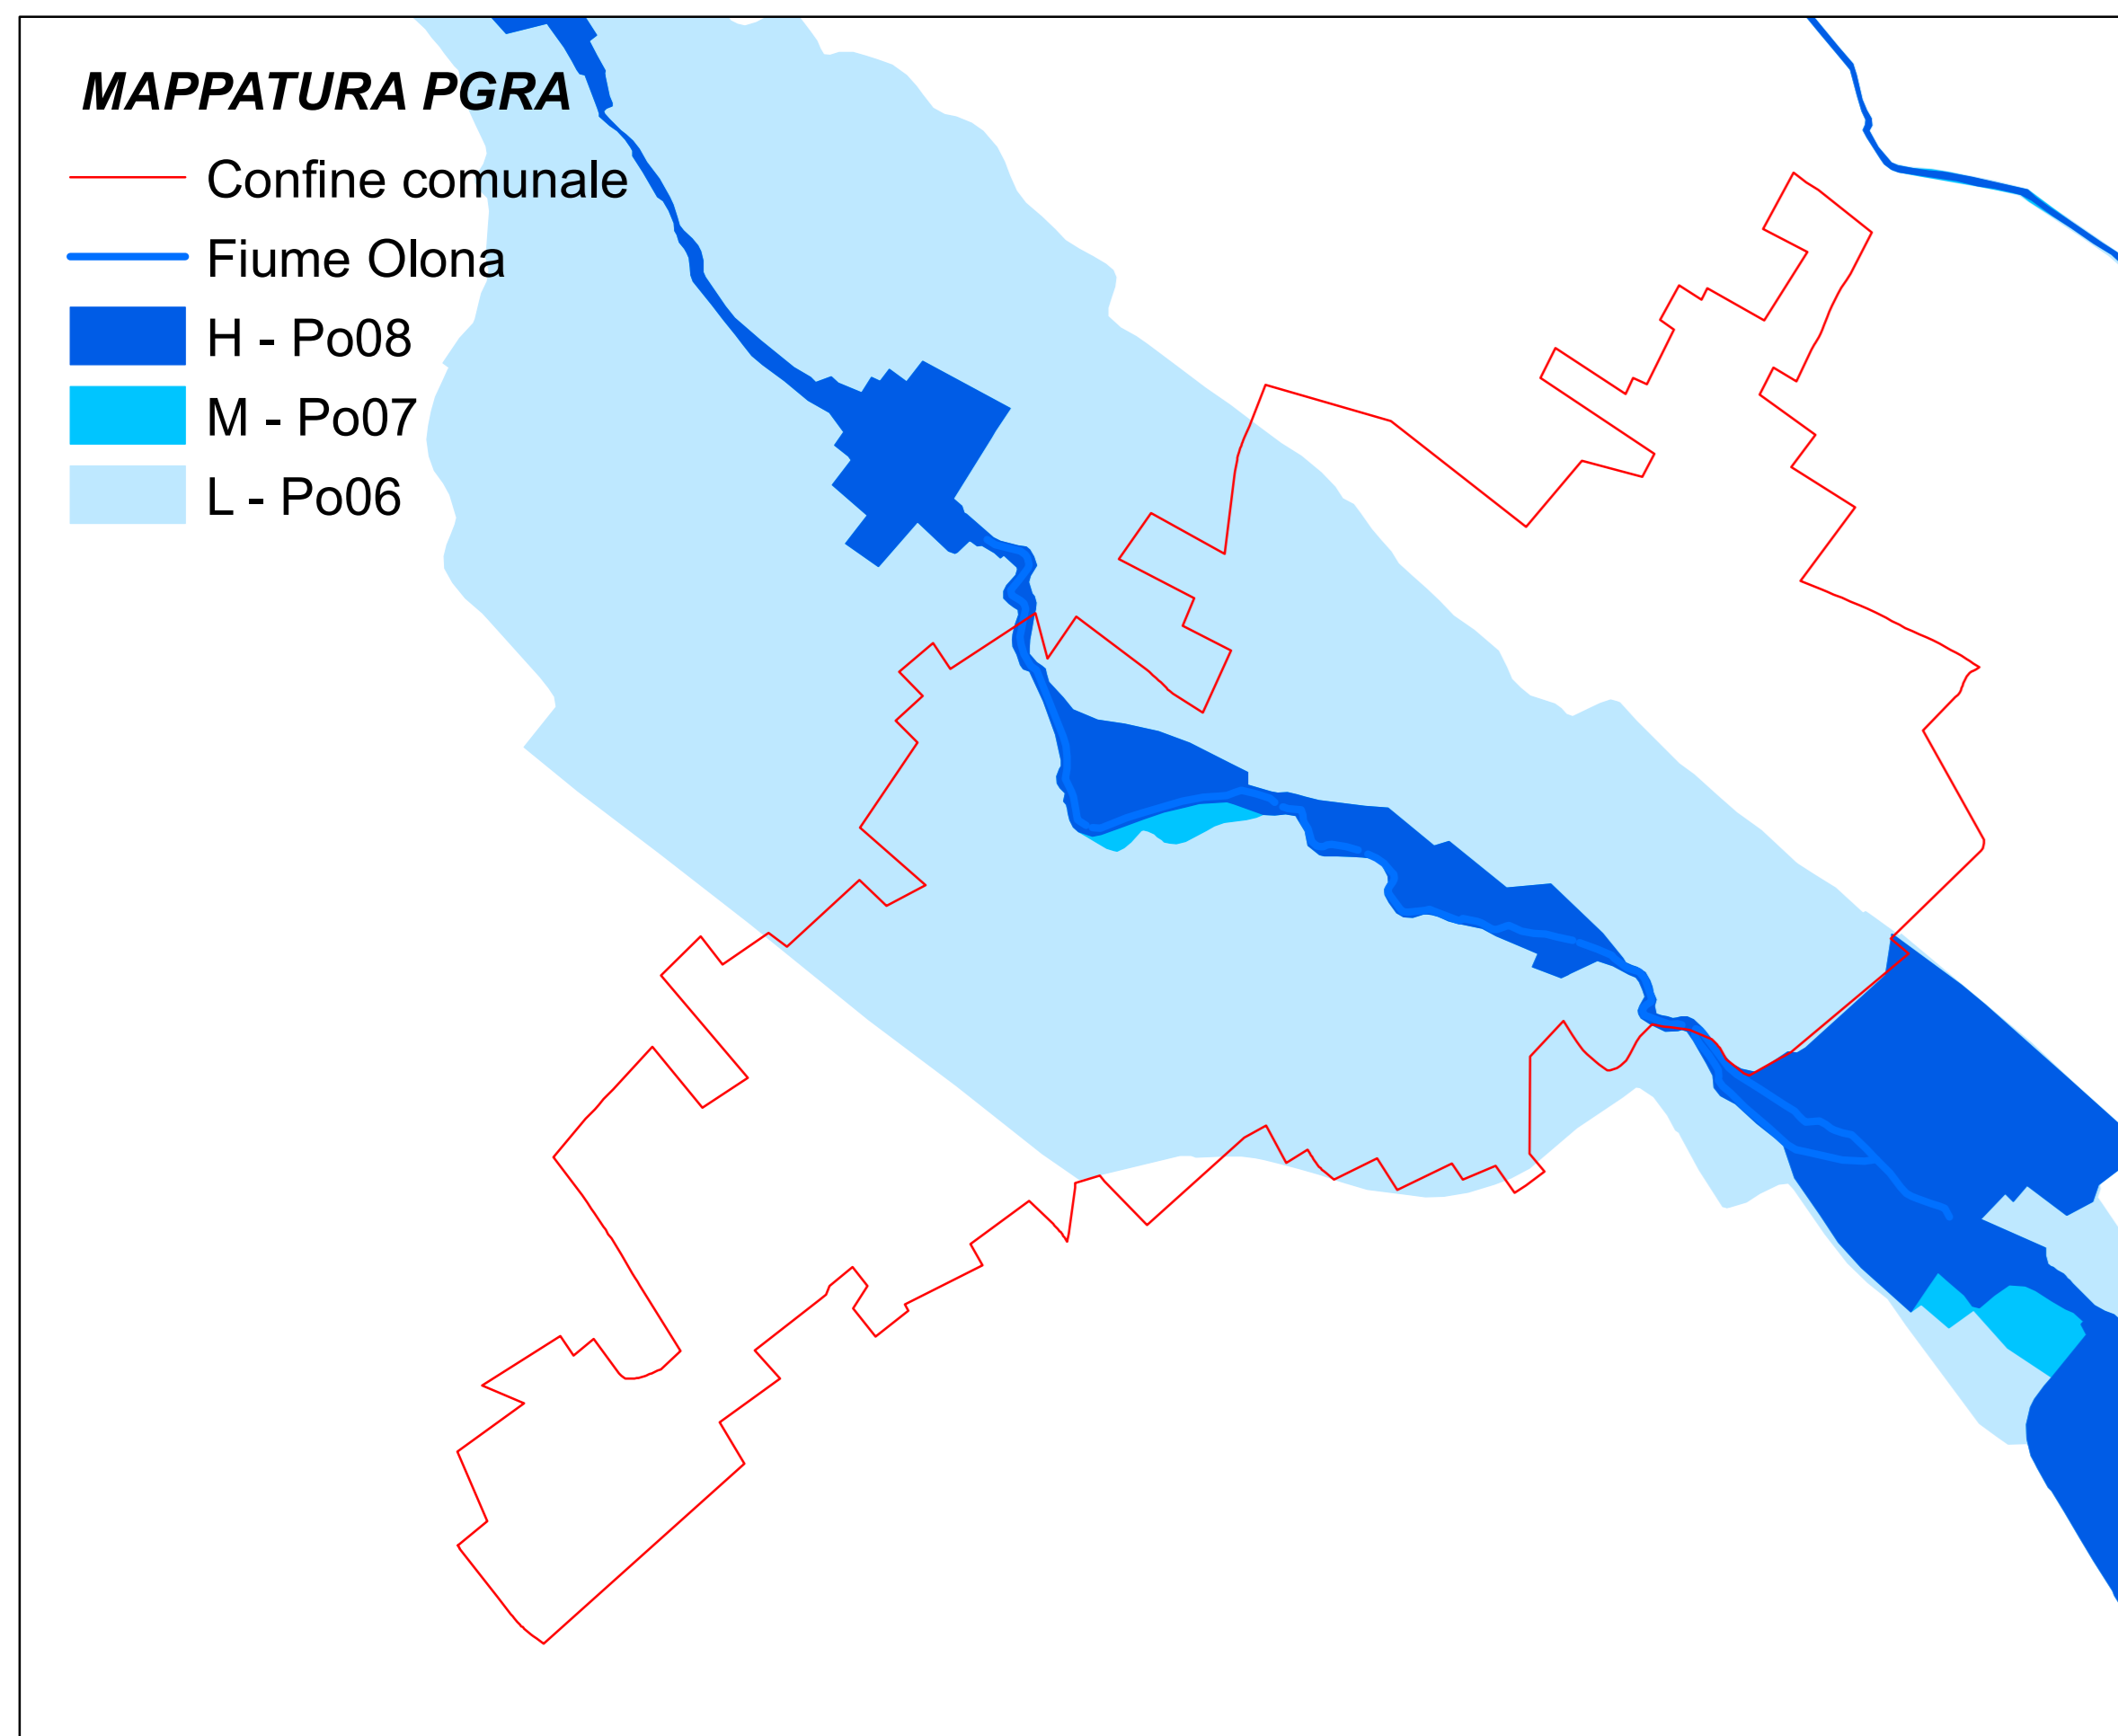 MAPPATURA PGRA
Confine comunale
Fiume Olona
H - Po08
M - Po07
L - Po06